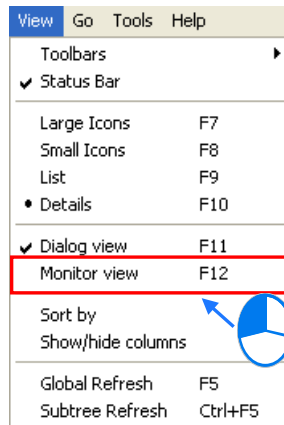 View Go Tools Help
Toolbars
Status Bar
Large Icons F7
Small Icons F8
List F9
Details F10
Dialog view F11
Monitor view F12
Sort by
Show/hide columns
Global Refresh F5
Subtree Refresh Ctrl+F5